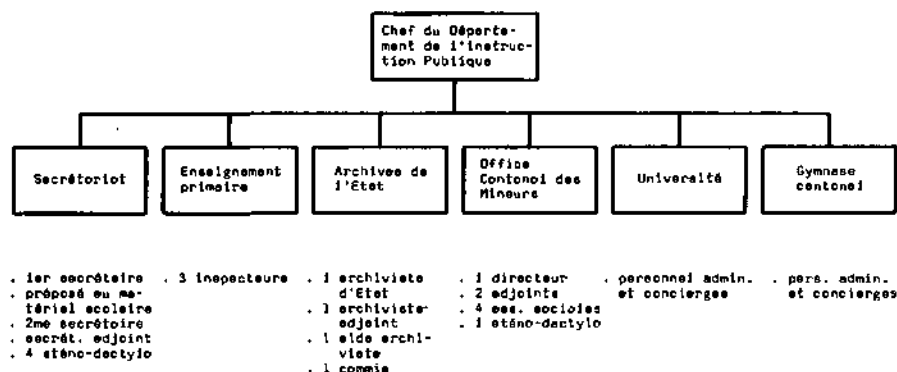 Chef du Départe-
ment de l'instruc-
tion Publique
Secrétariat
Enseignement
primaire
Archives de
l'Etat
Office
Cantonal des
Mineurs
Université
Gymnase
cantonal
. 1er secrétaire
. préposé au ma-
tériel scolaire
. 2me secrétaire
. secrét. adjoint
. 4 sténo-dactylo
. 3 inspecteurs
. 1 archiviste
d'Etat
. 1 archiviste-
adjoint
. 1 aide archi-
viste
. 1 commis
. 1 directeur
. 2 adjoints
. 4 ass. sociales
. 1 sténo-dactylo
. personnel admin.
et concierges
. pers. admin.
et concierges